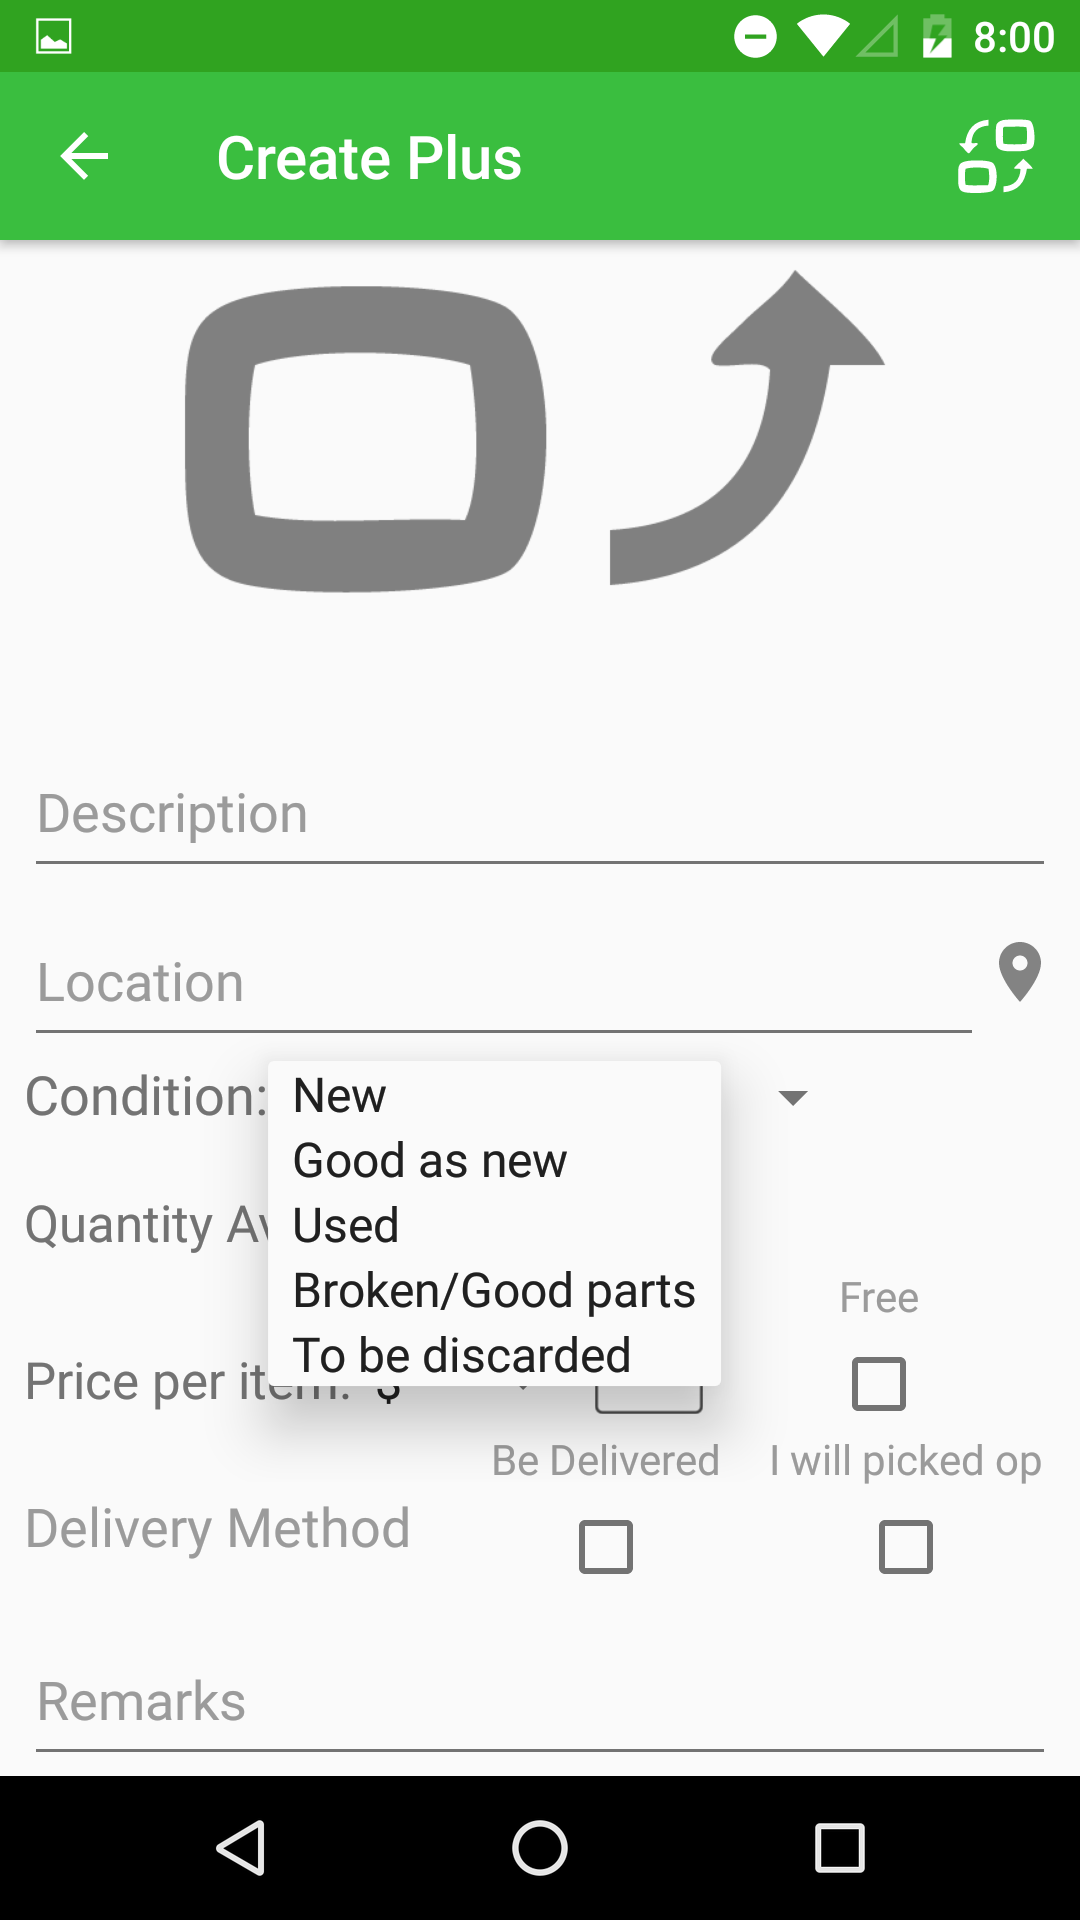 8:00
Create Plus
Description
Location
Condition:
New
Good as new
Quantity
Used
Broken/Good parts
Free
To be discarded
Price per item: $
Be Delivered I will picked op
Delivery Method
Remarks